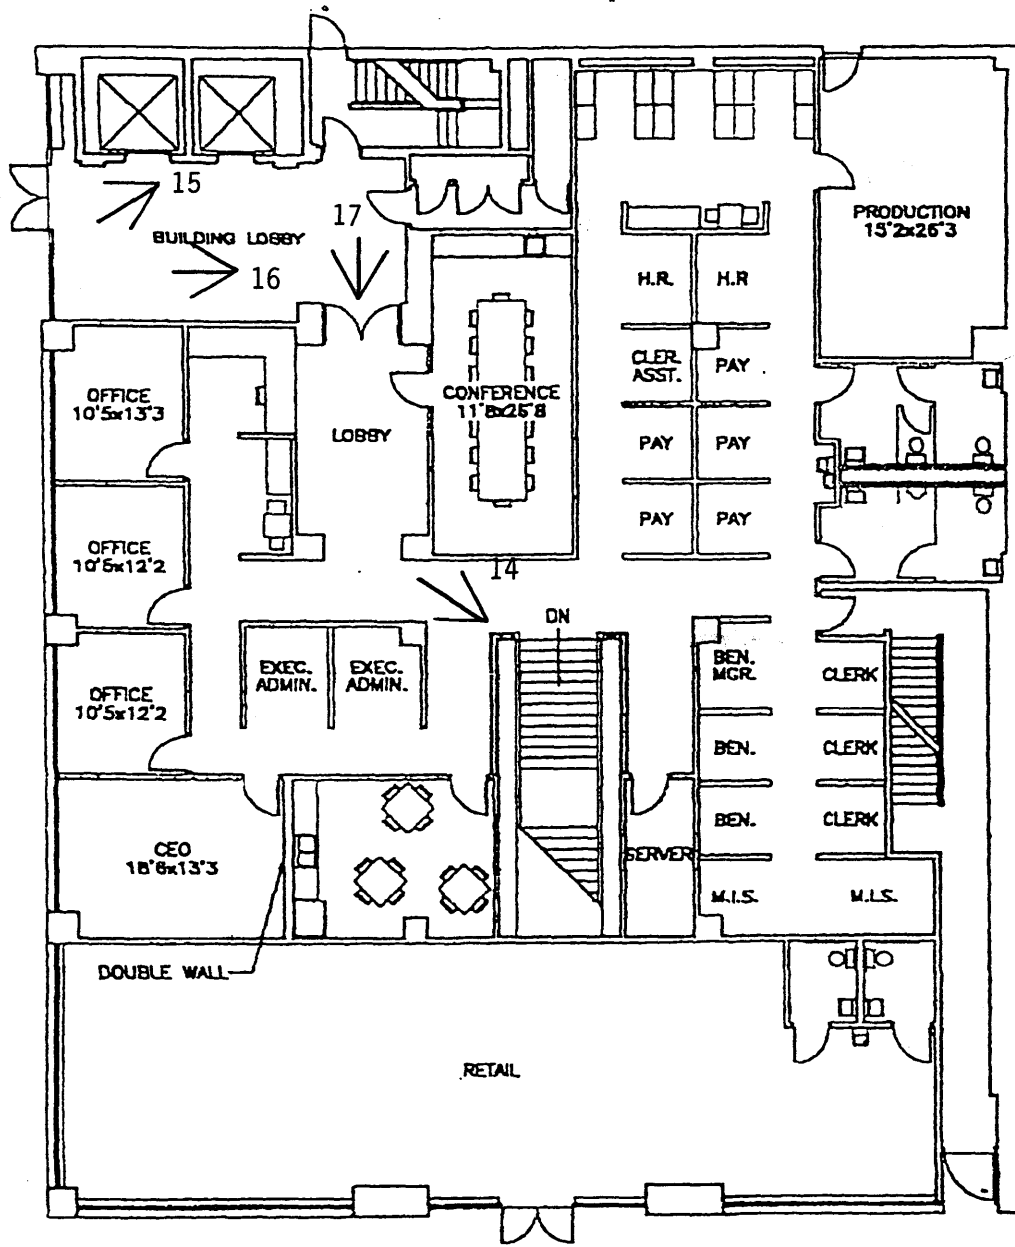 15
17
BUILDING LOBBY
16
PRODUCTION
15'2x26'3
H.R.
H.R
OFFICE
10'5x13'3
LOBBY
CONFERENCE
11'8x25'8
CLER.
ASST.
PAY
PAY
PAY
OFFICE
10'5x12'2
PAY
PAY
14
DN
EXEC.
ADMIN.
EXEC.
ADMIN.
BEN.
MGR.
CLERK
OFFICE
10'5x12'2
BEN.
CLERK
BEN.
CLERK
CEO
18'6x13'3
SERVER
M.I.S.
M.I.S.
DOUBLE WALL
RETAIL